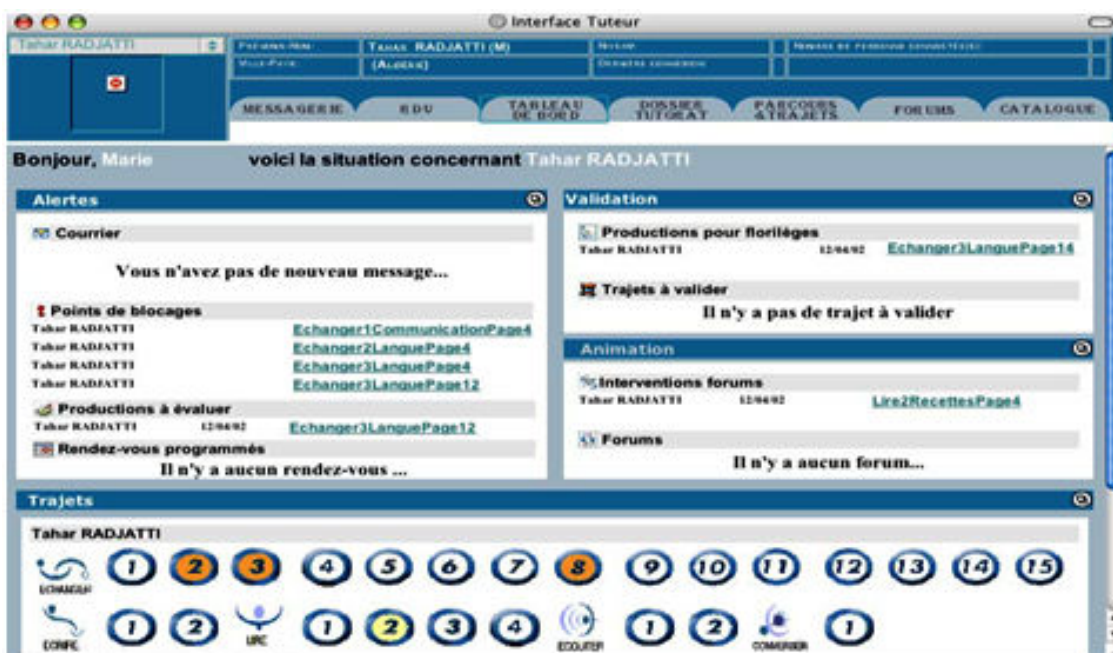 Interface Tuteur
Tahar RADJATTI
TAHAR RADJATTI (M)
(ALGÉRIE)
MESSAGERIE
RDV
TABLEAU DE BORD
DOSSIER TUTORAT
PARCOURS & TRAJETS
FORUMS
CATALOGUE
Bonjour, Marie voici la situation concernant Tahar RADJATTI
Alertes
Courrier
Vous n'avez pas de nouveau message...
Points de blocages
Tahar RADJATTI Echanger1CommunicationPage4
Tahar RADJATTI Echanger2LanguePage4
Tahar RADJATTI Echanger3LanguePage4
Tahar RADJATTI Echanger3LanguePage12
Productions à évaluer
Tahar RADJATTI 12/04/02 Echanger3LanguePage12
Rendez-vous programmés
Il n'y a aucun rendez-vous ...
Validation
Productions pour florilèges
Tahar RADJATTI 12/04/02 Echanger3LanguePage14
Trajets à valider
Il n'y a pas de trajet à valider
Animation
Interventions forums
Tahar RADJATTI 12/04/02 Lire2RecettesPage4
Forums
Il n'y a aucun forum...
Trajets
Tahar RADJATTI
ECHANGER 1 2 3 4 5 6 7 8 9 10 11 12 13 14 15
ECRIRE 1 2 LIRE 1 2 3 4 ECOUTER 1 2 CONVERSER 1